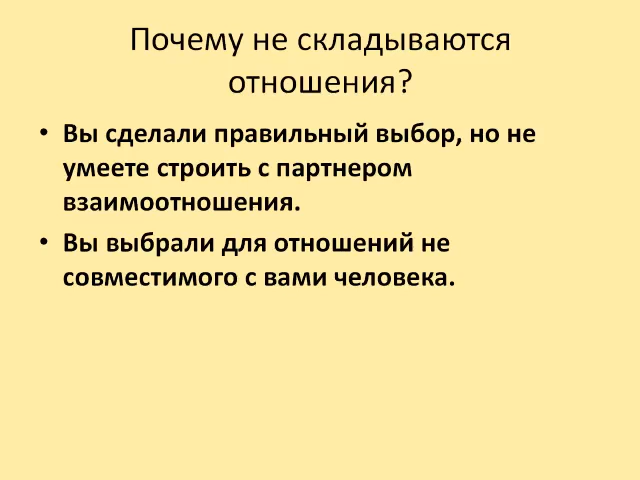 Почему не складываются
отношения?
• Вы сделали правильный выбор, но не
умеете строить с партнером
взаимоотношения.
• Вы выбрали для отношений не
совместимого с вами человека.